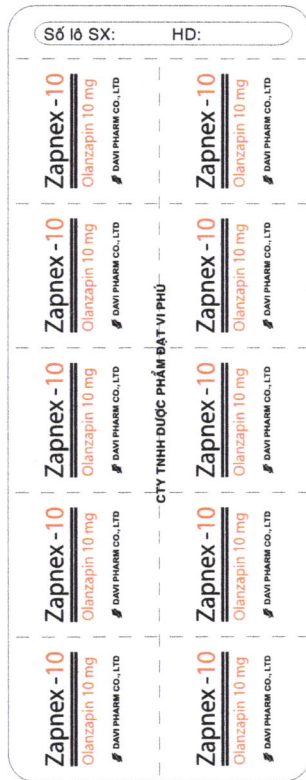 Số lô SX: HD:
Zapnex - 10
Olanzapin 10 mg
DAVI PHARM CO., LTD
Zapnex - 10
Olanzapin 10 mg
DAVI PHARM CO., LTD
Zapnex - 10
Olanzapin 10 mg
DAVI PHARM CO., LTD
Zapnex - 10
Olanzapin 10 mg
DAVI PHARM CO., LTD
Zapnex - 10
Olanzapin 10 mg
DAVI PHARM CO., LTD
CTY TNHH DƯỢC PHẨM ĐẠT VI PHÚ
Zapnex - 10
Olanzapin 10 mg
DAVI PHARM CO., LTD
Zapnex - 10
Olanzapin 10 mg
DAVI PHARM CO., LTD
Zapnex - 10
Olanzapin 10 mg
DAVI PHARM CO., LTD
Zapnex - 10
Olanzapin 10 mg
DAVI PHARM CO., LTD
Zapnex - 10
Olanzapin 10 mg
DAVI PHARM CO., LTD